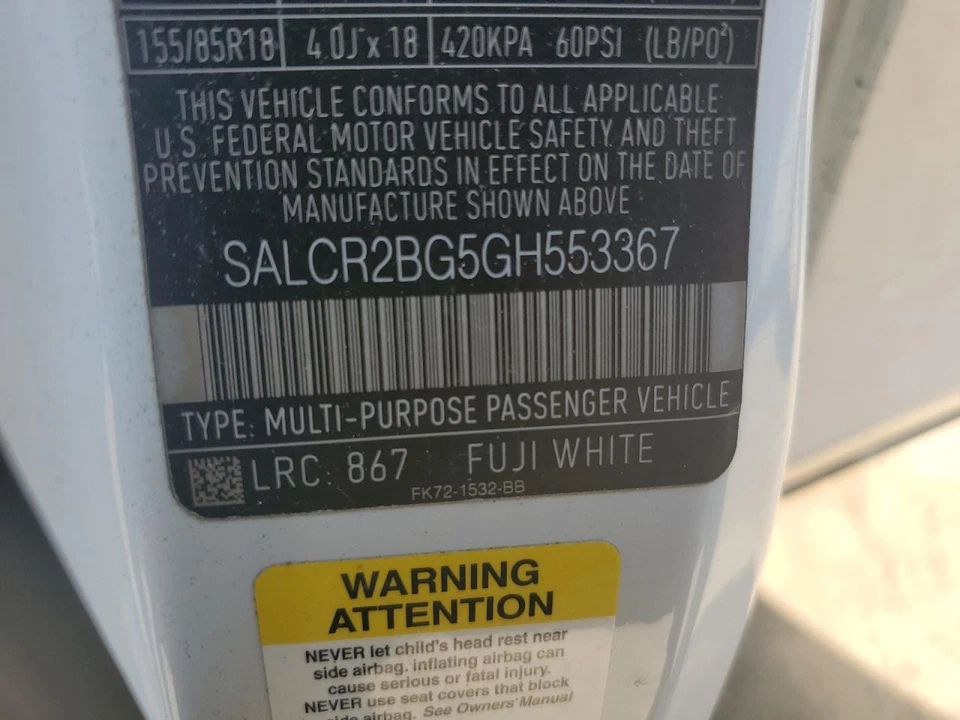 155/85R18 4.0J x 18 420KPA 60PSI (LB/PO²)
THIS VEHICLE CONFORMS TO ALL APPLICABLE
U.S. FEDERAL MOTOR VEHICLE SAFETY AND THEFT
PREVENTION STANDARDS IN EFFECT ON THE DATE OF
MANUFACTURE SHOWN ABOVE
SALCR2BG5GH553367
TYPE: MULTI-PURPOSE PASSENGER VEHICLE
LRC: 867 FUJI WHITE
FK72-1532-BB
WARNING
ATTENTION
NEVER let child's head rest near
side airbag. inflating airbag can
cause serious or fatal injury.
NEVER use seat covers that block
side airbag. See Owners Manual